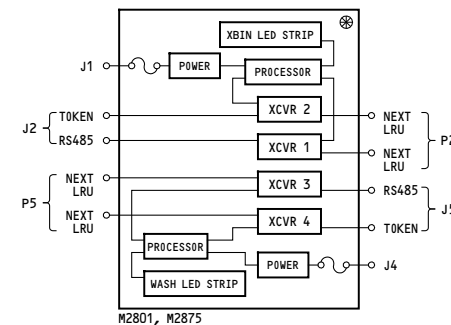 XBIN LED STRIP
J1
POWER
PROCESSOR
J2
TOKEN
XCVR 2
NEXT
LRU
RS485
XCVR 1
NEXT
LRU
P2
P5
NEXT
LRU
XCVR 3
RS485
NEXT
LRU
XCVR 4
TOKEN
J5
PROCESSOR
POWER
J4
WASH LED STRIP
M2801, M2875